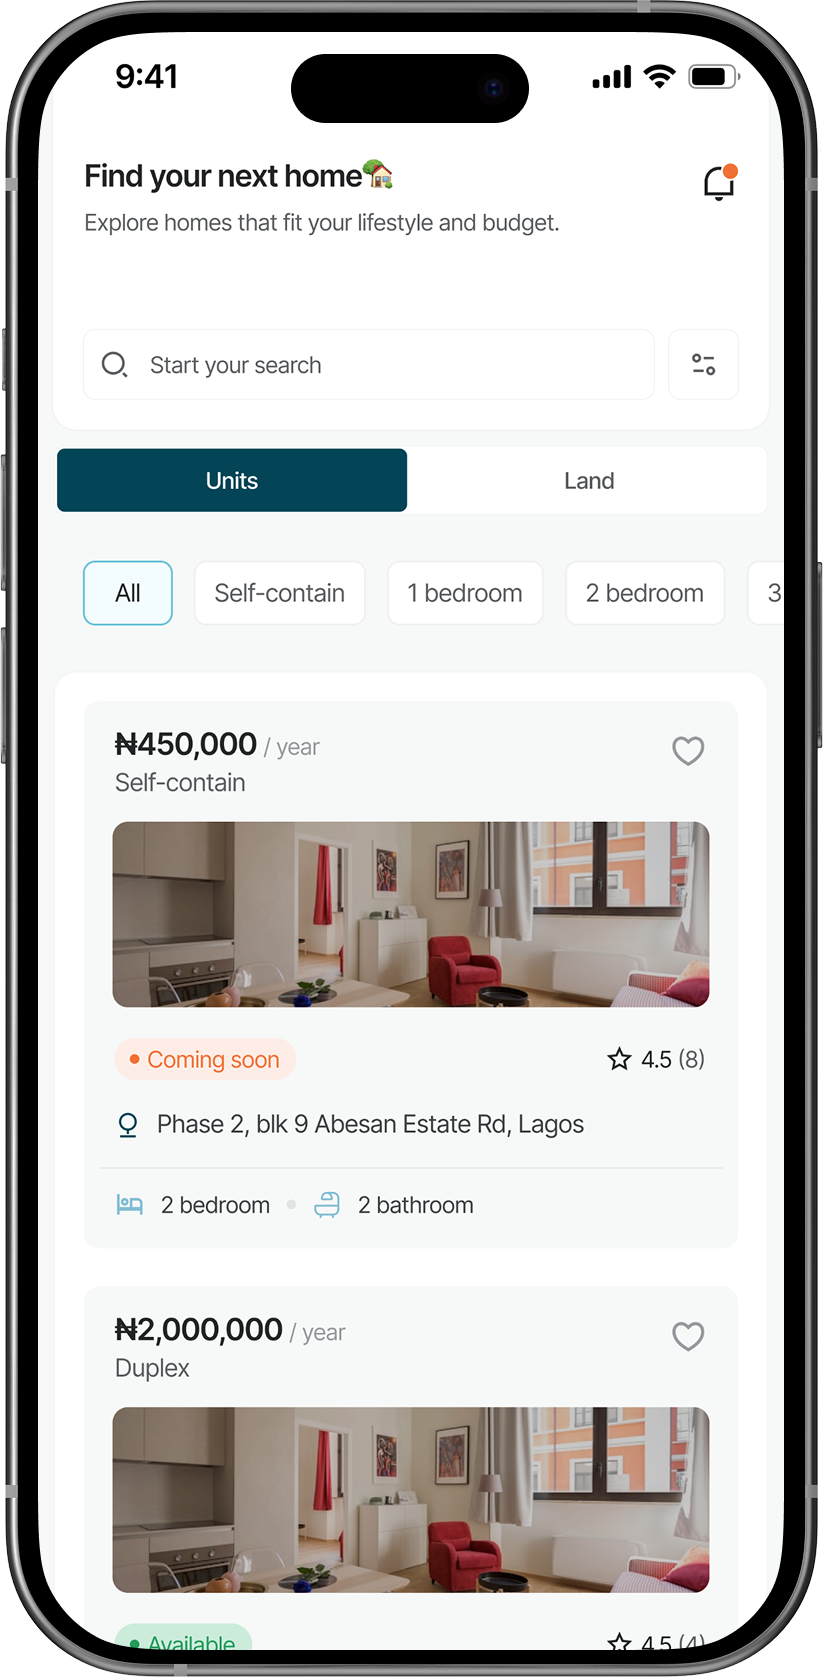 9:41
Find your next home🏡
Explore homes that fit your lifestyle and budget.
Start your search
Units Land
All Self-contain 1 bedroom 2 bedroom 3
₦450,000 / year
Self-contain
Coming soon 4.5 (8)
Phase 2, blk 9 Abesan Estate Rd, Lagos
2 bedroom 2 bathroom
₦2,000,000 / year
Duplex
Available 4.5 (4)